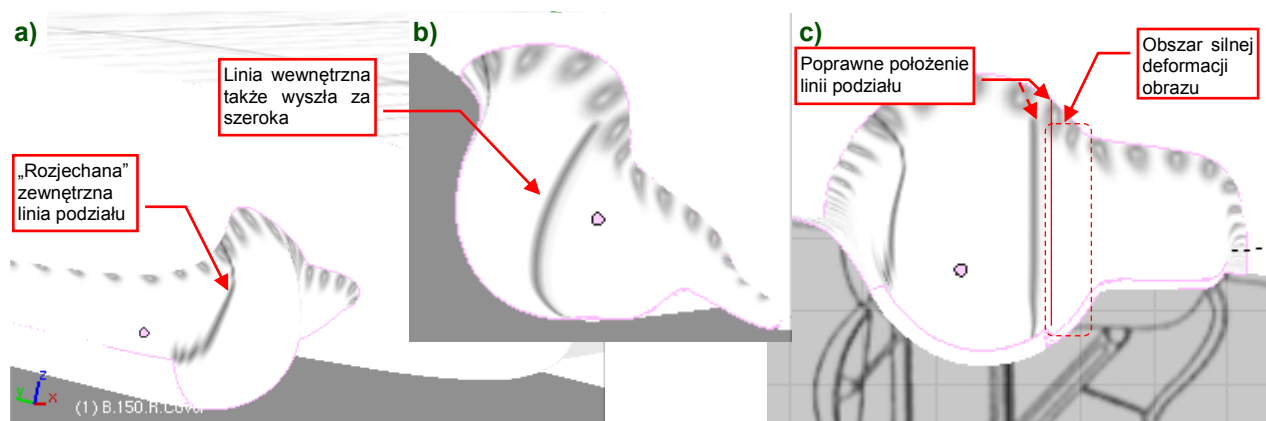 a)
„Rozjechana”
zewnętrzna
linia podziału
z
y
x
b)
Linia wewnętrzna
także wyszła za
szeroka
c)
Poprawne położenie
linii podziału
Obszar silnej
deformacji
obrazu
(1) B.150.R.Cover